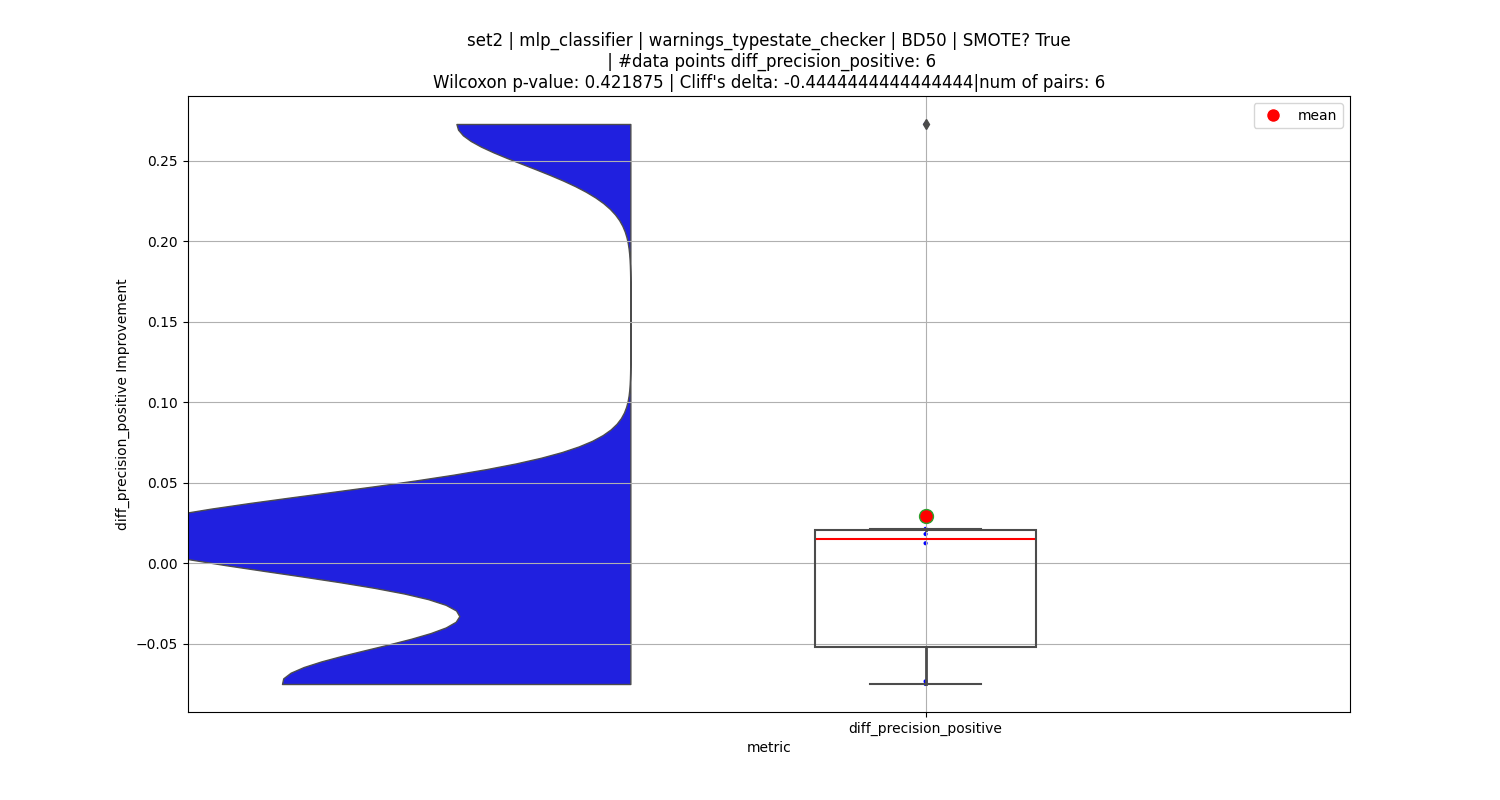 set2 | mlp_classifier | warnings_typestate_checker | BD50 | SMOTE? True
| #data points diff_precision_positive: 6
Wilcoxon p-value: 0.421875 | Cliff's delta: -0.4444444444444444|num of pairs: 6
mean
0.25
0.20
0.15
0.10
0.05
0.00
−0.05
diff_precision_positive Improvement
diff_precision_positive
metric